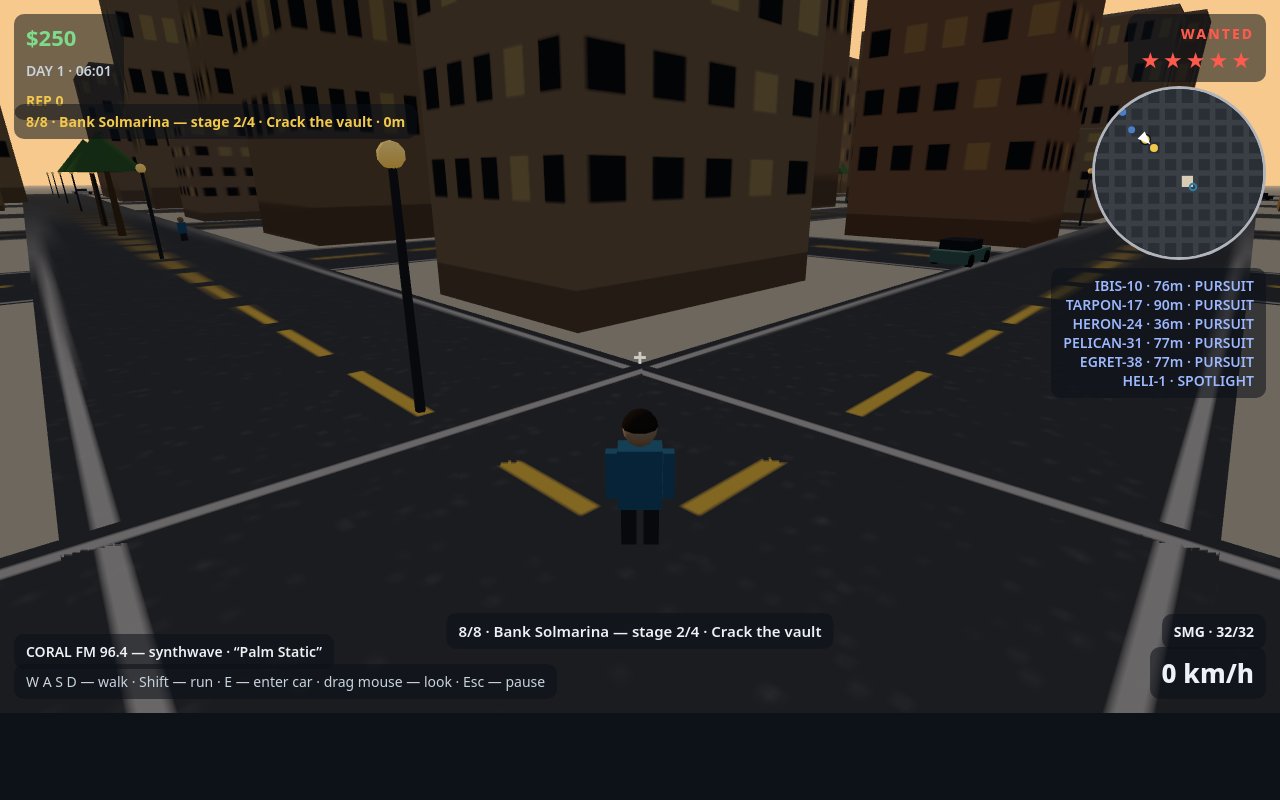 $250
DAY 1 · 06:01
REP 0
8/8 · Bank Solmarina — stage 2/4 · Crack the vault · 0m
WANTED
★★★★★
IBIS-10 · 76m · PURSUIT
TARPON-17 · 90m · PURSUIT
HERON-24 · 36m · PURSUIT
PELICAN-31 · 77m · PURSUIT
EGRET-38 · 77m · PURSUIT
HELI-1 · SPOTLIGHT
8/8 · Bank Solmarina — stage 2/4 · Crack the vault
CORAL FM 96.4 — synthwave · “Palm Static”
W A S D — walk · Shift — run · E — enter car · drag mouse — look · Esc — pause
SMG · 32/32
0 km/h